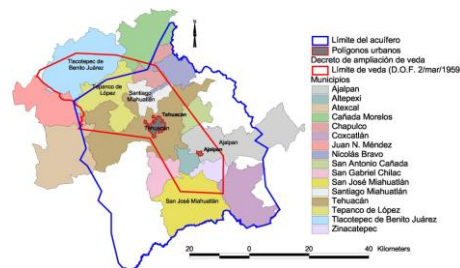 Tlacotepec
de Benito Juárez
Tepanco
de López
Santiago
Miahuatlán
Tehuacán
Tehuacán
Ajalpan
Ajalpan
San José Miahuatlán
N
Límite del acuífero
Polígonos urbanos
Decreto de ampliación de veda
Límite de veda (D.O.F. 2/mar/1959)
Municipios
Ajalpan
Altepexi
Atexcal
Cañada Morelos
Chapulco
Coxcatlán
Juan N. Méndez
Nicolás Bravo
San Antonio Cañada
San Gabriel Chilac
San José Miahuatlán
Santiago Miahuatlán
Tehuacán
Tepanco de López
Tlacotepec de Benito Juárez
Zinacatepec
20 0 20 40 Kilometers